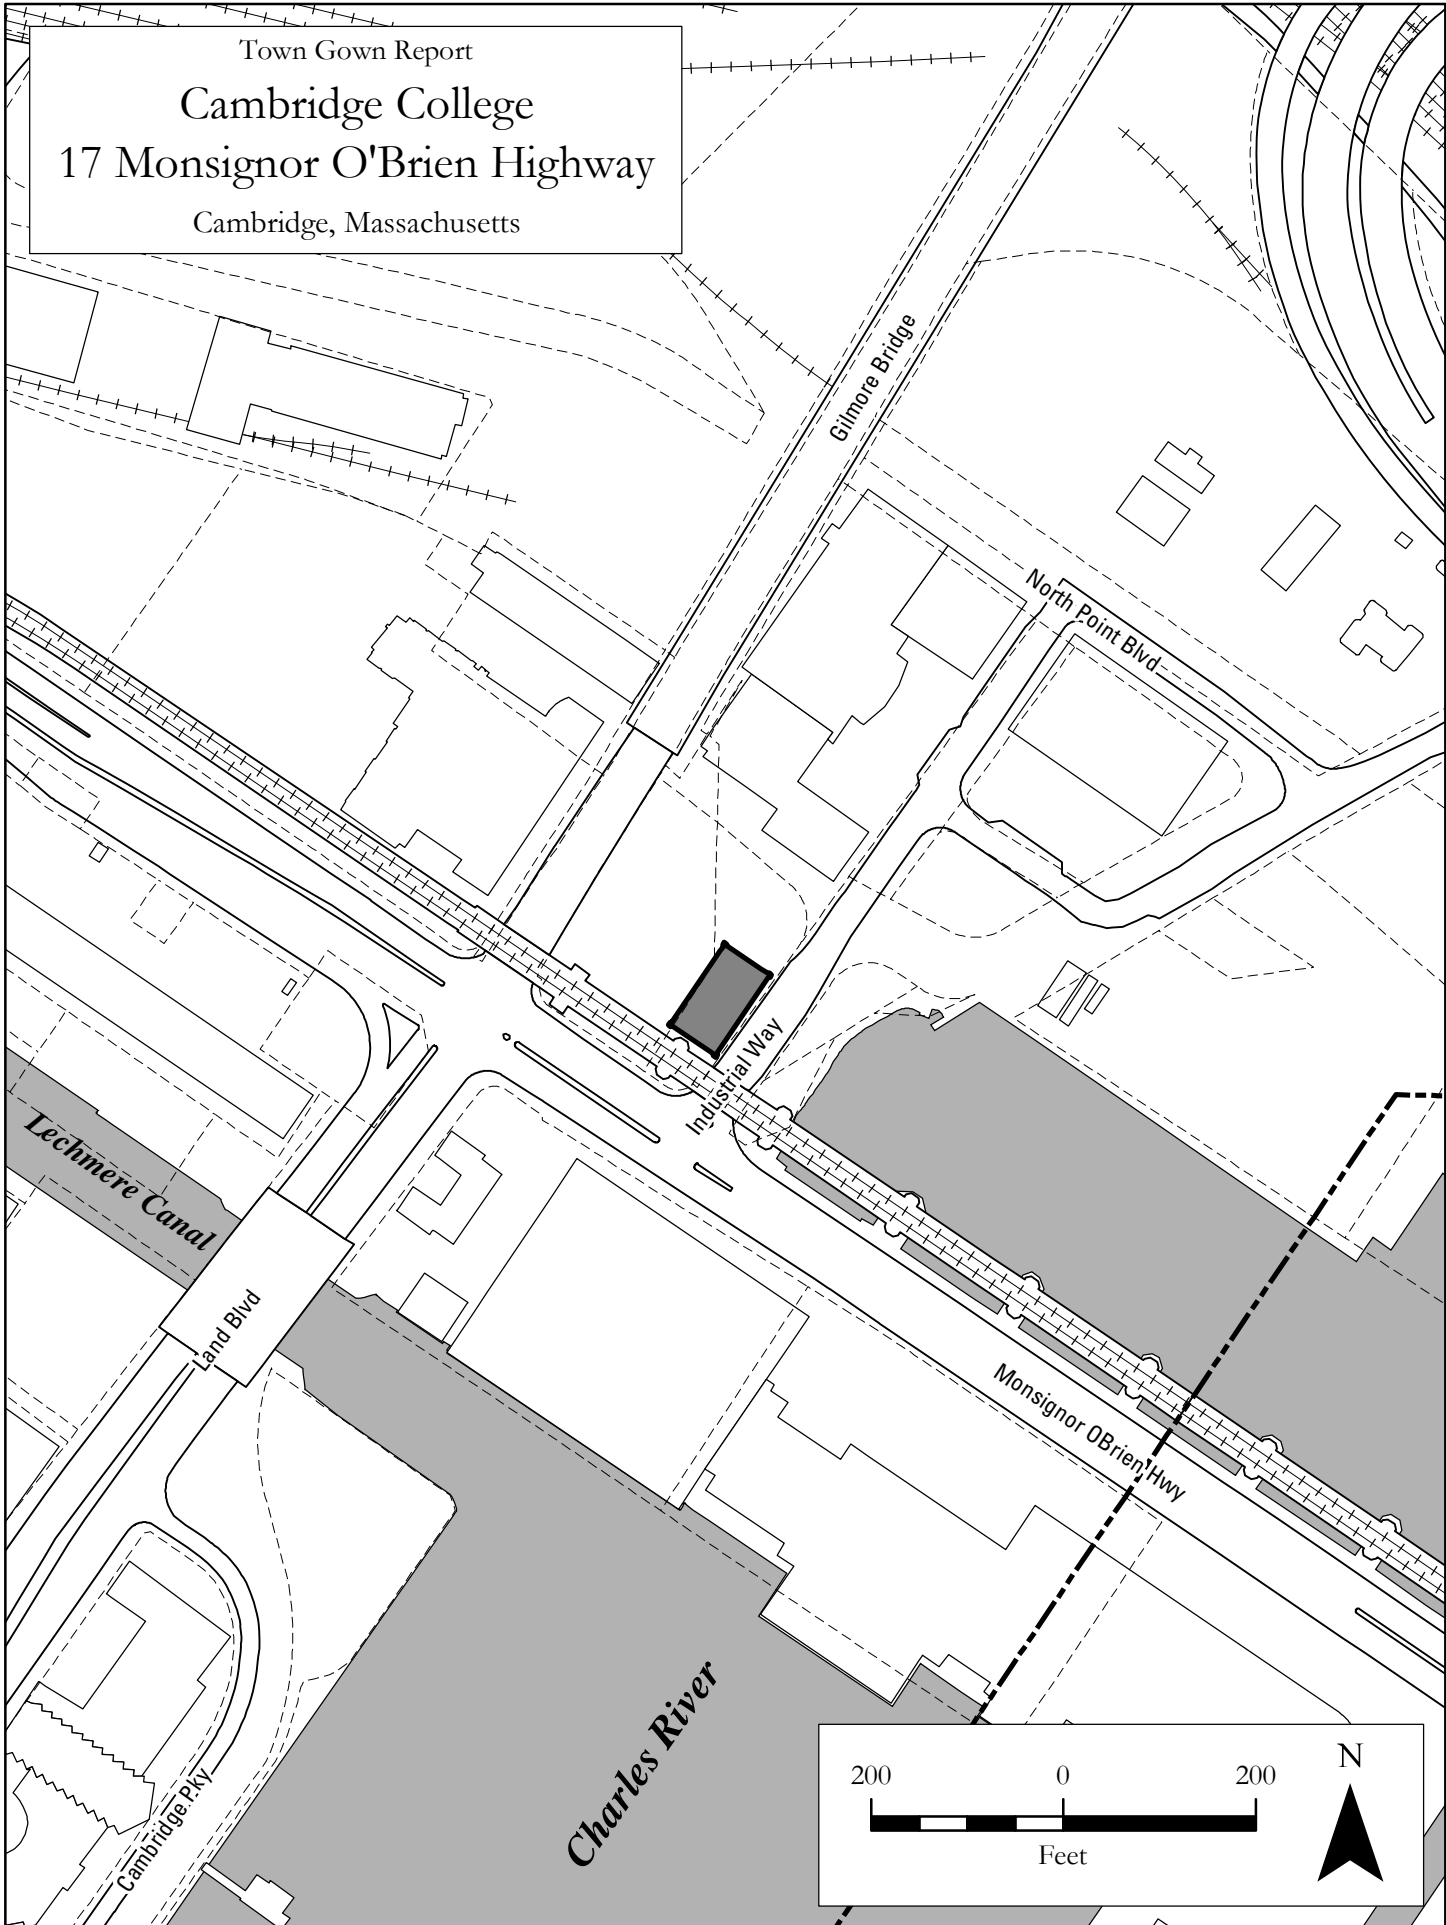 Town Gown Report
Cambridge College
17 Monsignor O'Brien Highway
Cambridge, Massachusetts
Gilmore Bridge
North Point Blvd
Industrial Way
Lechmere Canal
Land Blvd
Monsignor OBrien Hwy
Charles River
Cambridge Pky
200 0 200
Feet
N